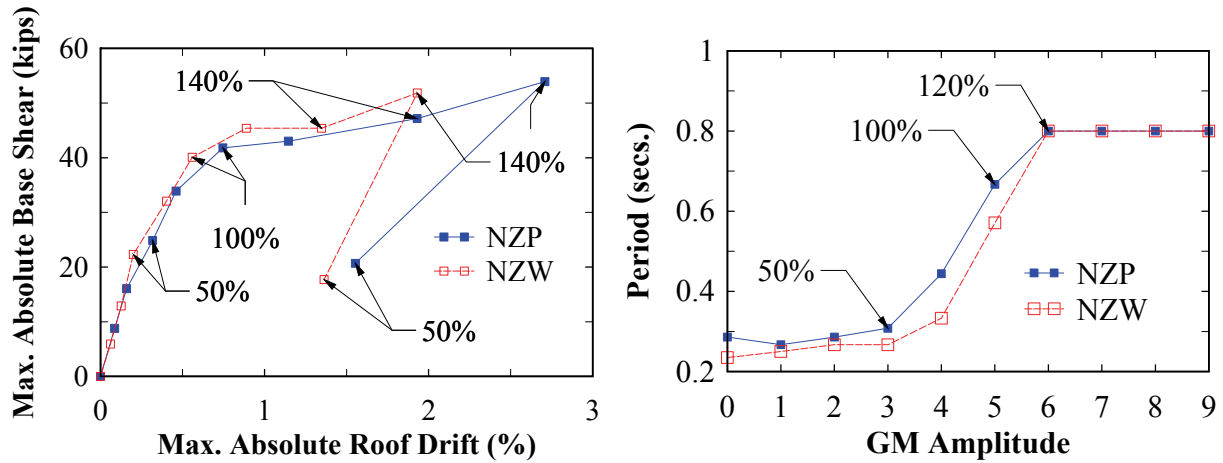 Max. Absolute Base Shear (kips)
60
40
20
0
140%
140%
100%
50%
50%
NZP
NZW
0
1
2
3
Max. Absolute Roof Drift (%)
Period (secs.)
1
0.8
0.6
0.4
0.2
120%
100%
50%
NZP
NZW
0 1 2 3 4 5 6 7 8 9
GM Amplitude